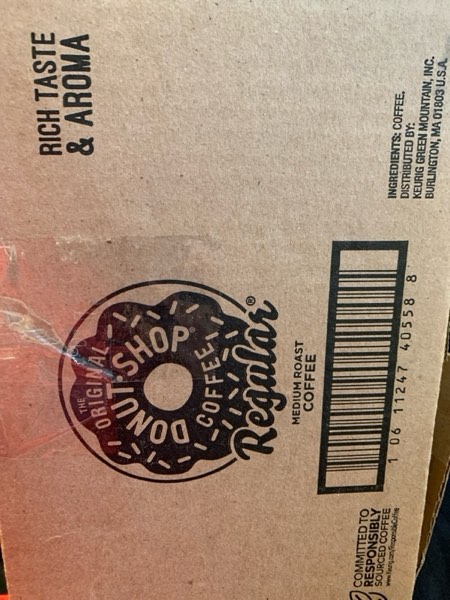 RICH TASTE
& AROMA
THE
ORIGINAL
DONUT SHOP®
COFFEE
Regular®
MEDIUM ROAST
COFFEE
1 06 11247 40558 8
INGREDIENTS: COFFEE.
DISTRIBUTED BY:
KEURIG GREEN MOUNTAIN, INC.
BURLINGTON, MA 01803 U.S.A.
COMMITTED TO
RESPONSIBLY
SOURCED COFFEE